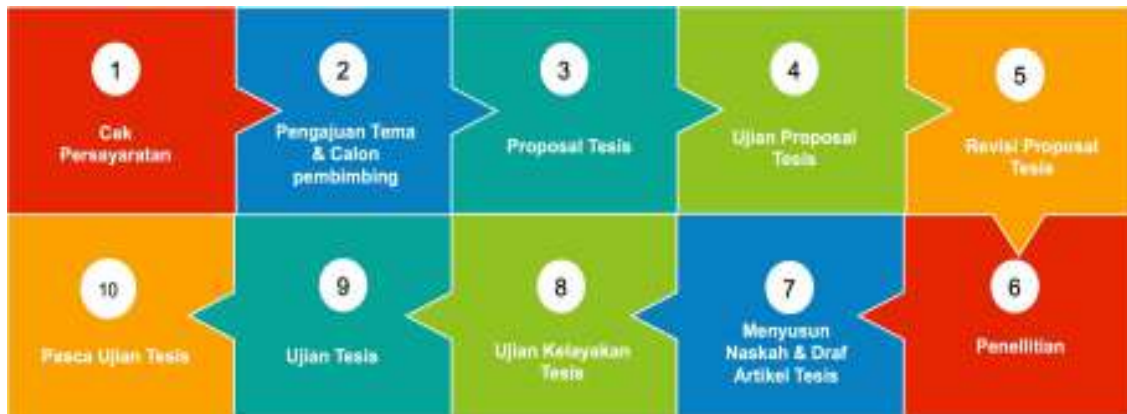 1
Cek
Persayaratan
2
Pengajuan Tema
& Calon
pembimbing
3
Proposal Tesis
4
Ujian Proposal
Tesis
5
Revisi Proposal
Tesis
6
Penellitian
7
Menyusun
Naskah & Draf
Artikel Tesis
8
Ujian Kelayakan
Tesis
9
Ujian Tesis
10
Pasca Ujian Tesis